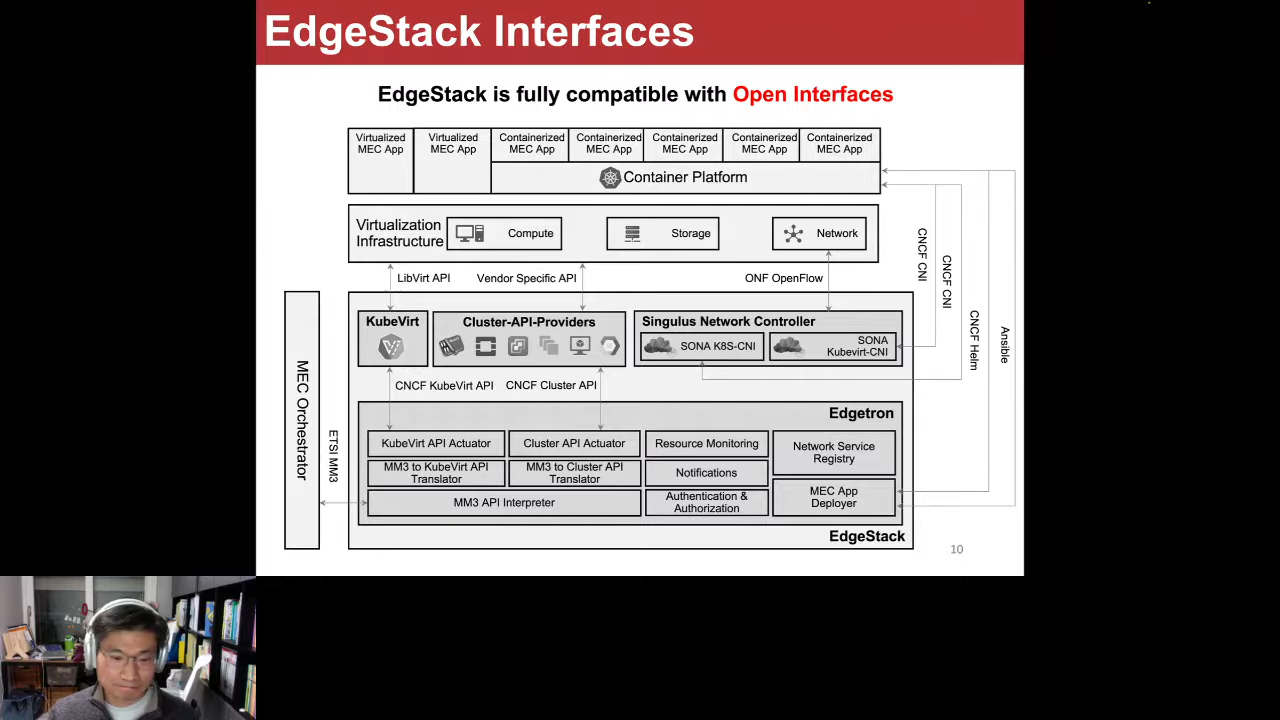 EdgeStack Interfaces
EdgeStack is fully compatible with Open Interfaces
Virtualized
MEC App
Virtualized
MEC App
Containerized
MEC App
Containerized
MEC App
Containerized
MEC App
Containerized
MEC App
Containerized
MEC App
Container Platform
Virtualization
Infrastructure
Compute
Storage
Network
LibVirt API
Vendor Specific API
ONF OpenFlow
CNCF CNI
CNCF CNI
CNCF Helm
Ansible
MEC Orchestrator
ETSI MM3
KubeVirt
Cluster-API-Providers
Singulus Network Controller
SONA K8S-CNI
SONA
Kubevirt-CNI
CNCF KubeVirt API
CNCF Cluster API
Edgetron
KubeVirt API Actuator
Cluster API Actuator
Resource Monitoring
Network Service
Registry
MM3 to KubeVirt API
Translator
MM3 to Cluster API
Translator
Notifications
MM3 API Interpreter
Authentication &
Authorization
MEC App
Deployer
EdgeStack
10